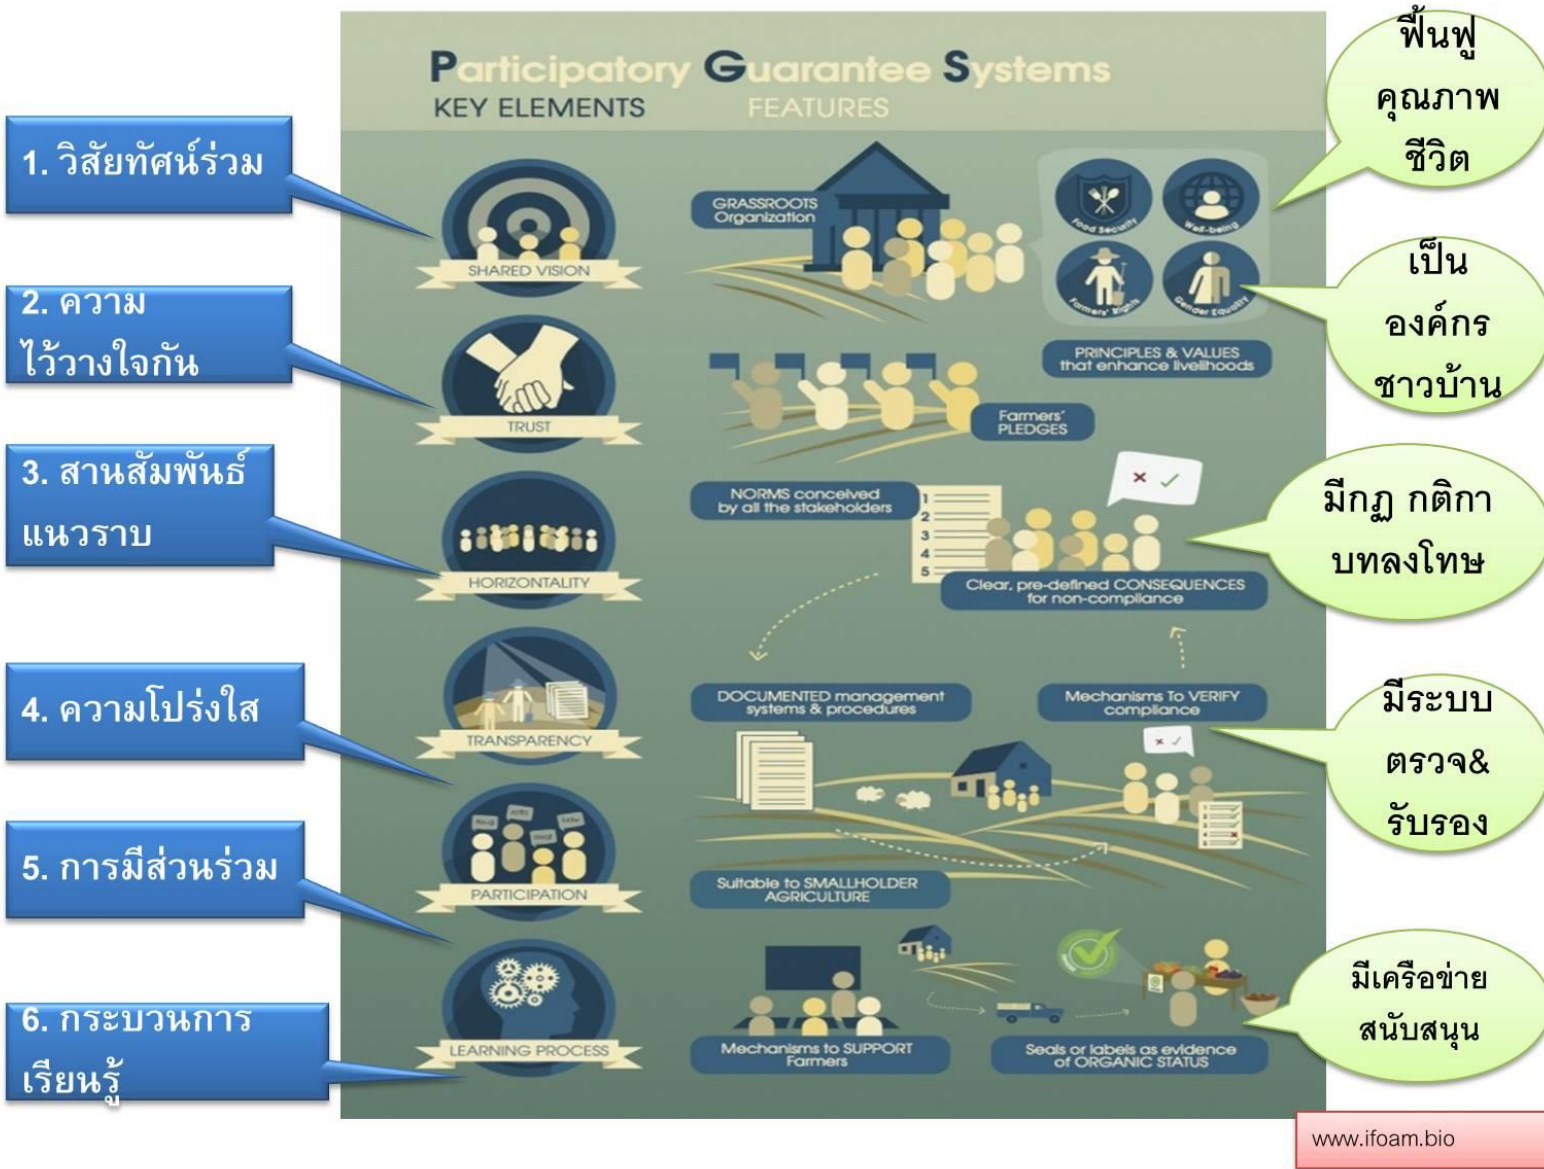 Participatory Guarantee Systems
KEY ELEMENTS
FEATURES
1. วิสัยทัศน์ร่วม
2. ความ
ไว้วางใจกัน
3. สานสัมพันธ์
แนวราบ
4. ความโปร่งใส
5. การมีส่วนร่วม
6. กระบวนการ
เรียนรู้
SHARED VISION
TRUST
HORIZONTALITY
TRANSPARENCY
PARTICIPATION
LEARNING PROCESS
GRASSROOTS
Organization
Food Security
Well-being
Farmers' Rights
Gender Equality
PRINCIPLES & VALUES
that enhance livelihoods
Farmers'
PLEDGES
NORMS conceived
by all the stakeholders
1
2
3
4
5
Clear, pre-defined CONSEQUENCES
for non-compliance
DOCUMENTED management
systems & procedures
Mechanisms To VERIFY
compliance
Suitable to SMALLHOLDER
AGRICULTURE
Mechanisms to SUPPORT
Farmers
Seals or labels as evidence
of ORGANIC STATUS
ฟื้นฟู
คุณภาพ
ชีวิต
เป็น
องค์กร
ชาวบ้าน
มีกฏ กติกา
บทลงโทษ
มีระบบ
ตรวจ&
รับรอง
มีเครือข่าย
สนับสนุน
www.ifoam.bio